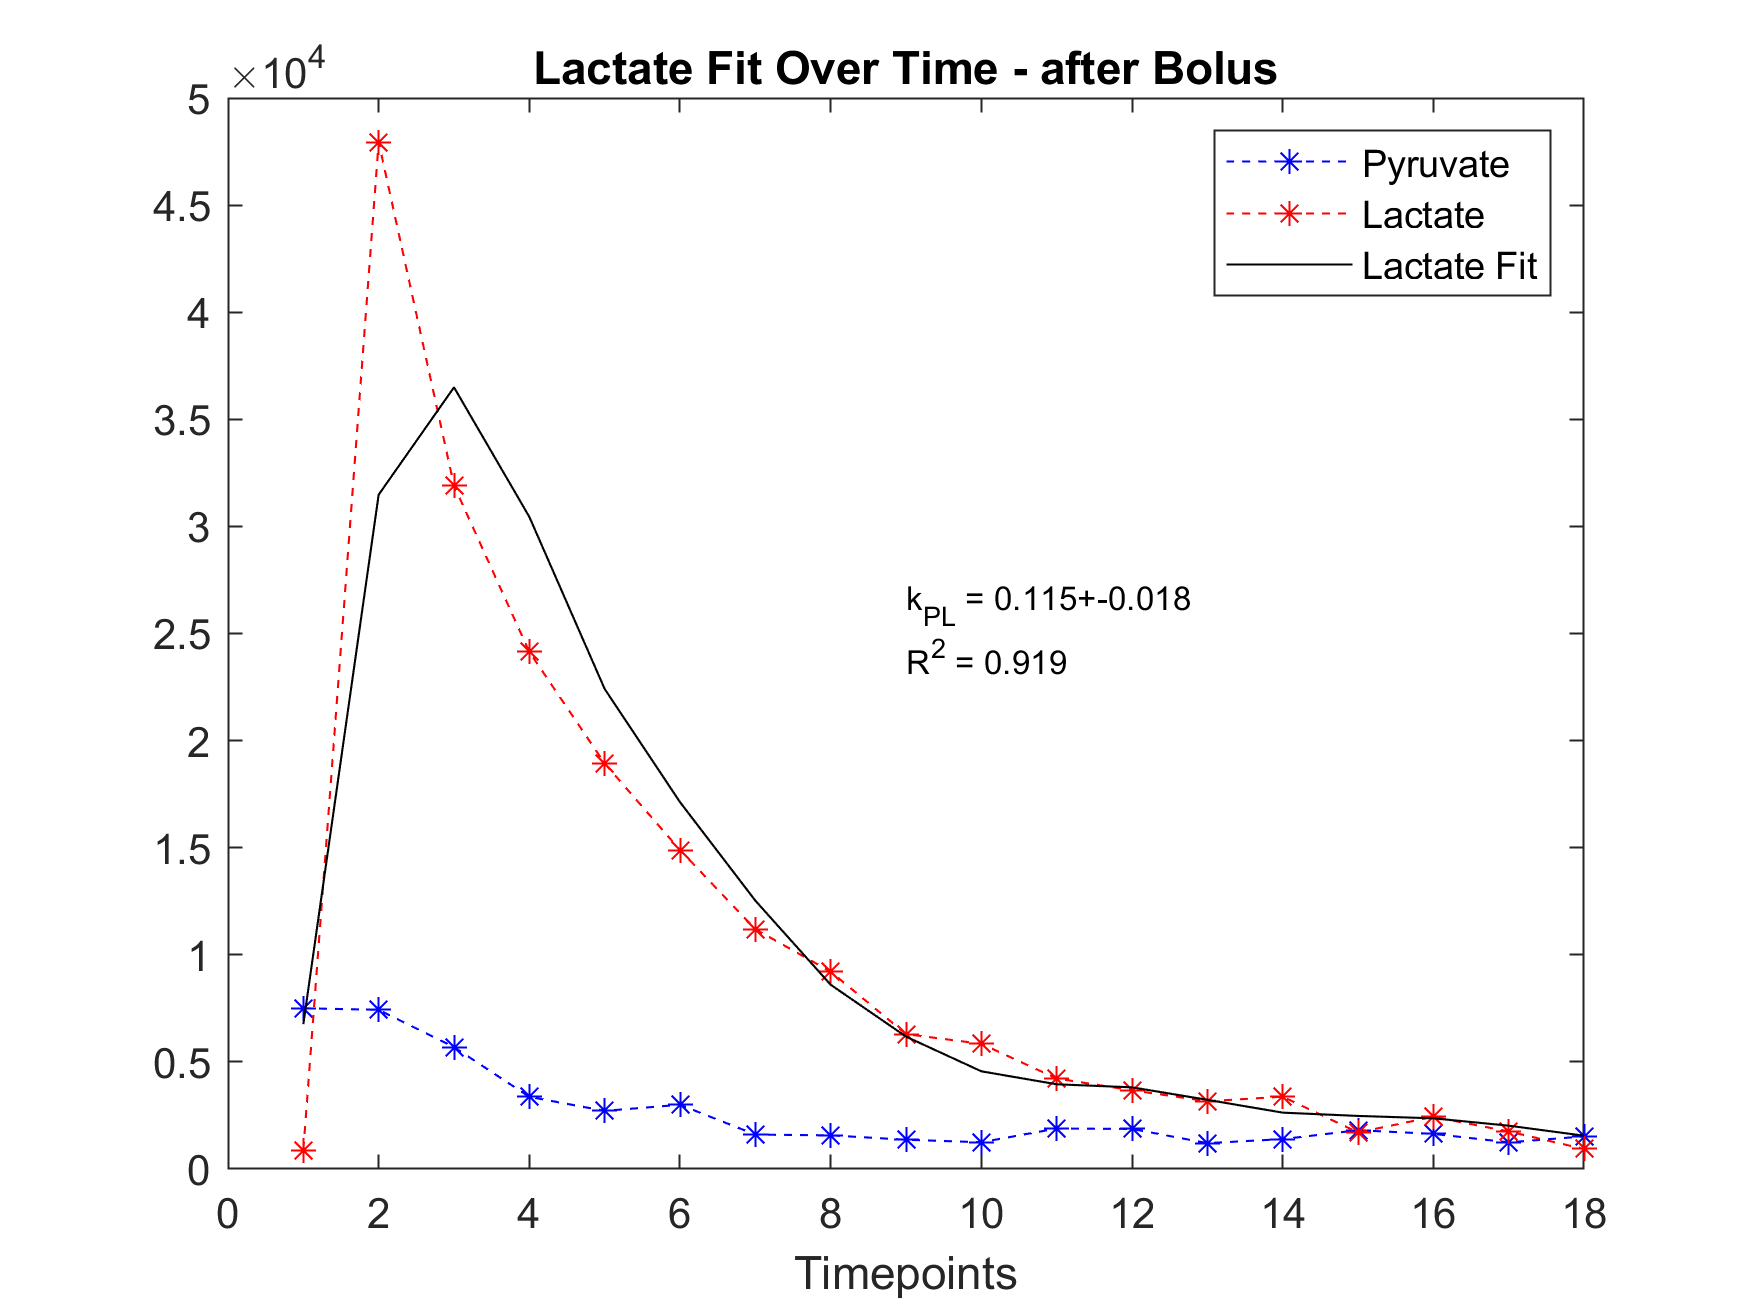 Lactate Fit Over Time - after Bolus
×10^4
5
4.5
4
3.5
3
2.5
2
1.5
1
0.5
0
Pyruvate
Lactate
Lactate Fit
k_PL = 0.115+-0.018
R^2 = 0.919
0 2 4 6 8 10 12 14 16 18
Timepoints